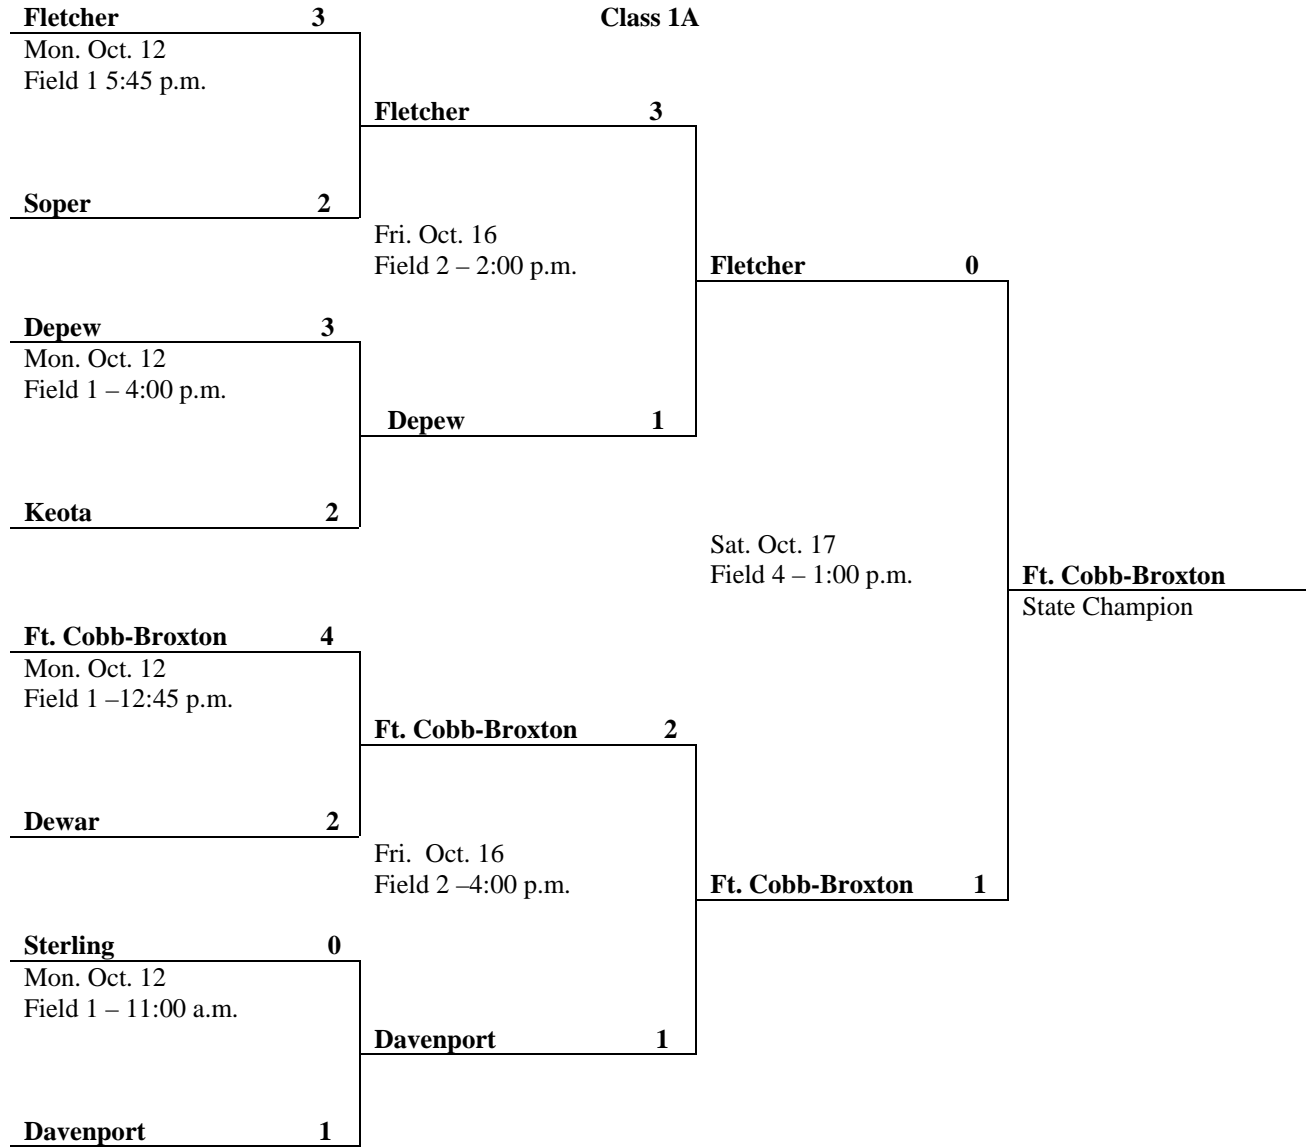 Fletcher 3
Class 1A
Mon. Oct. 12
Field 1 5:45 p.m.
Fletcher 3
Soper 2
Fri. Oct. 16
Field 2 – 2:00 p.m.
Fletcher 0
Depew 3
Mon. Oct. 12
Field 1 – 4:00 p.m.
Depew 1
Keota 2
Sat. Oct. 17
Field 4 – 1:00 p.m.
Ft. Cobb-Broxton
State Champion
Ft. Cobb-Broxton 4
Mon. Oct. 12
Field 1 –12:45 p.m.
Ft. Cobb-Broxton 2
Dewar 2
Fri. Oct. 16
Field 2 –4:00 p.m.
Ft. Cobb-Broxton 1
Sterling 0
Mon. Oct. 12
Field 1 – 11:00 a.m.
Davenport 1
Davenport 1